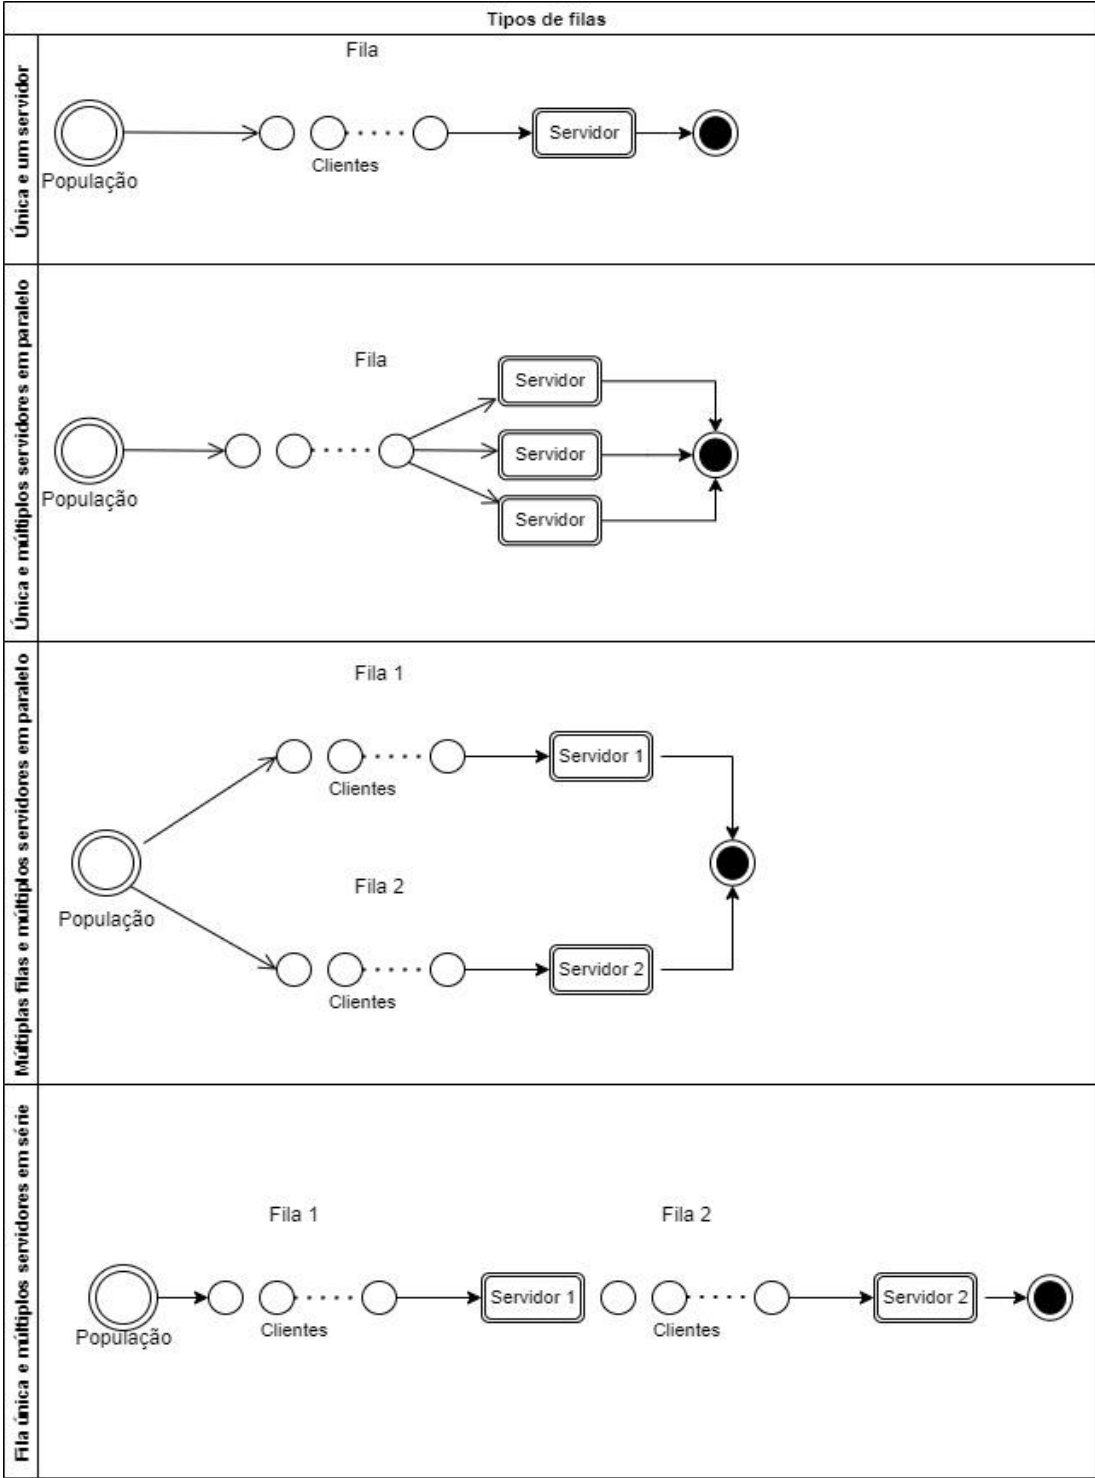 Tipos de filas
Única e um servidor
Fila
População
Clientes
Servidor
Única e múltiplos servidores em paralelo
Fila
População
Servidor
Servidor
Servidor
Múltiplas filas e múltiplos servidores em paralelo
Fila 1
Clientes
Servidor 1
População
Fila 2
Clientes
Servidor 2
Fila única e múltiplos servidores em série
Fila 1
Fila 2
População
Clientes
Servidor 1
Clientes
Servidor 2